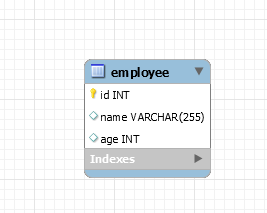 employee
id INT
name VARCHAR(255)
age INT
Indexes